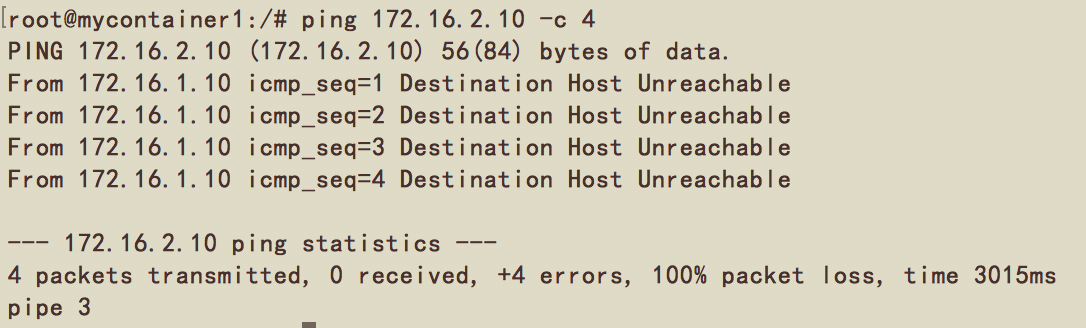 [root@mycontainer1:/# ping 172.16.2.10 -c 4
PING 172.16.2.10 (172.16.2.10) 56(84) bytes of data.
From 172.16.1.10 icmp_seq=1 Destination Host Unreachable
From 172.16.1.10 icmp_seq=2 Destination Host Unreachable
From 172.16.1.10 icmp_seq=3 Destination Host Unreachable
From 172.16.1.10 icmp_seq=4 Destination Host Unreachable
--- 172.16.2.10 ping statistics ---
4 packets transmitted, 0 received, +4 errors, 100% packet loss, time 3015ms
pipe 3